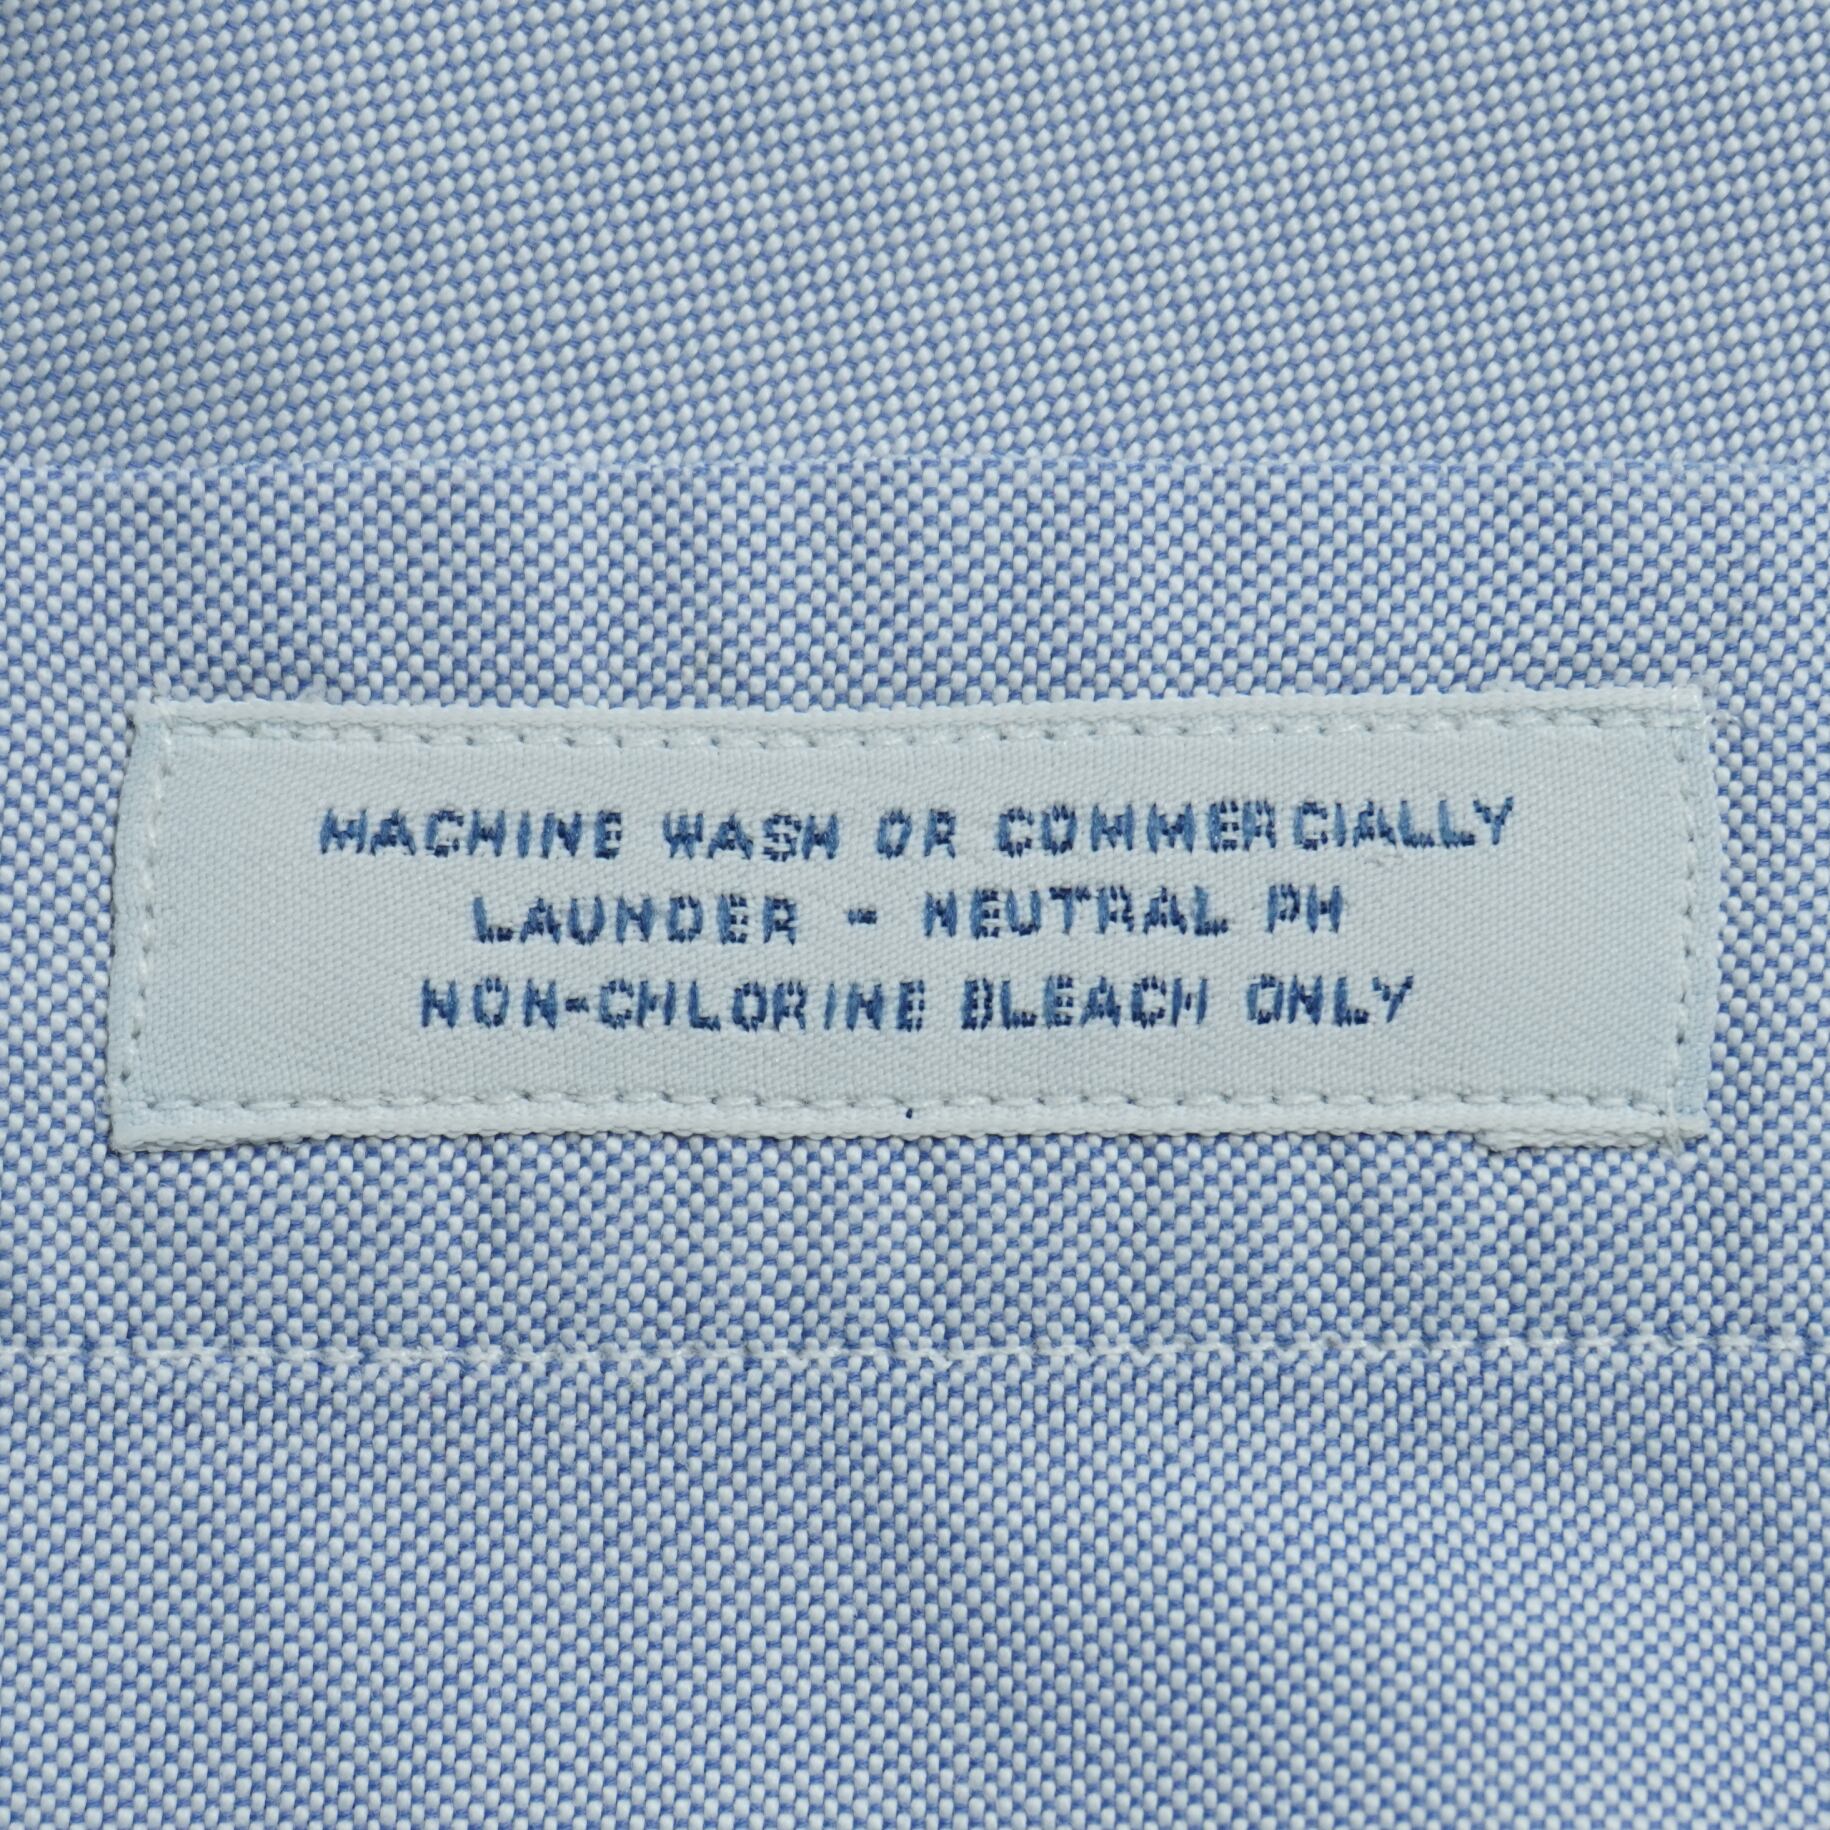 MACHINE WASH OR COMMERCIALLY
LAUNDER - NEUTRAL PH
NON-CHLORINE BLEACH ONLY